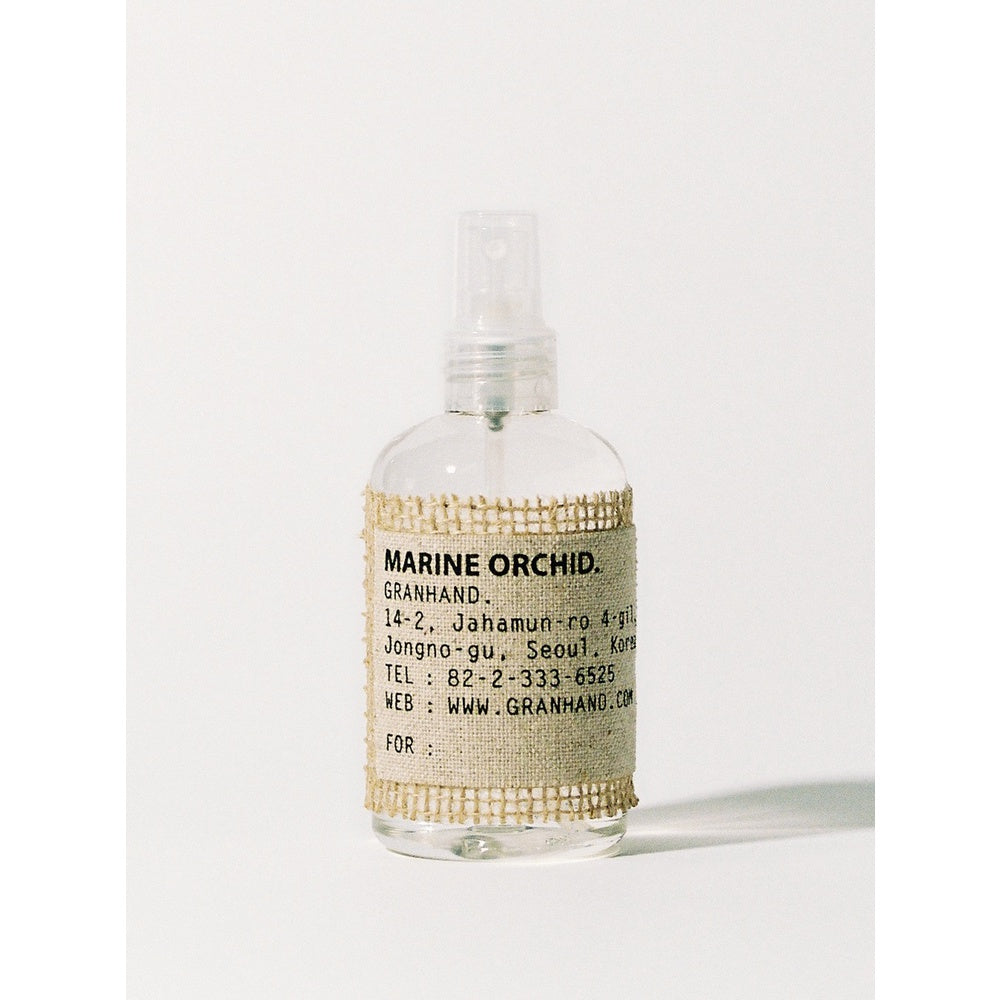 MARINE ORCHID.
GRANHAND.
14-2, Jahamun-ro 4-gil,
Jongno-gu, Seoul, Korea
TEL : 82-2-333-6525
WEB : WWW.GRANHAND.COM
FOR :